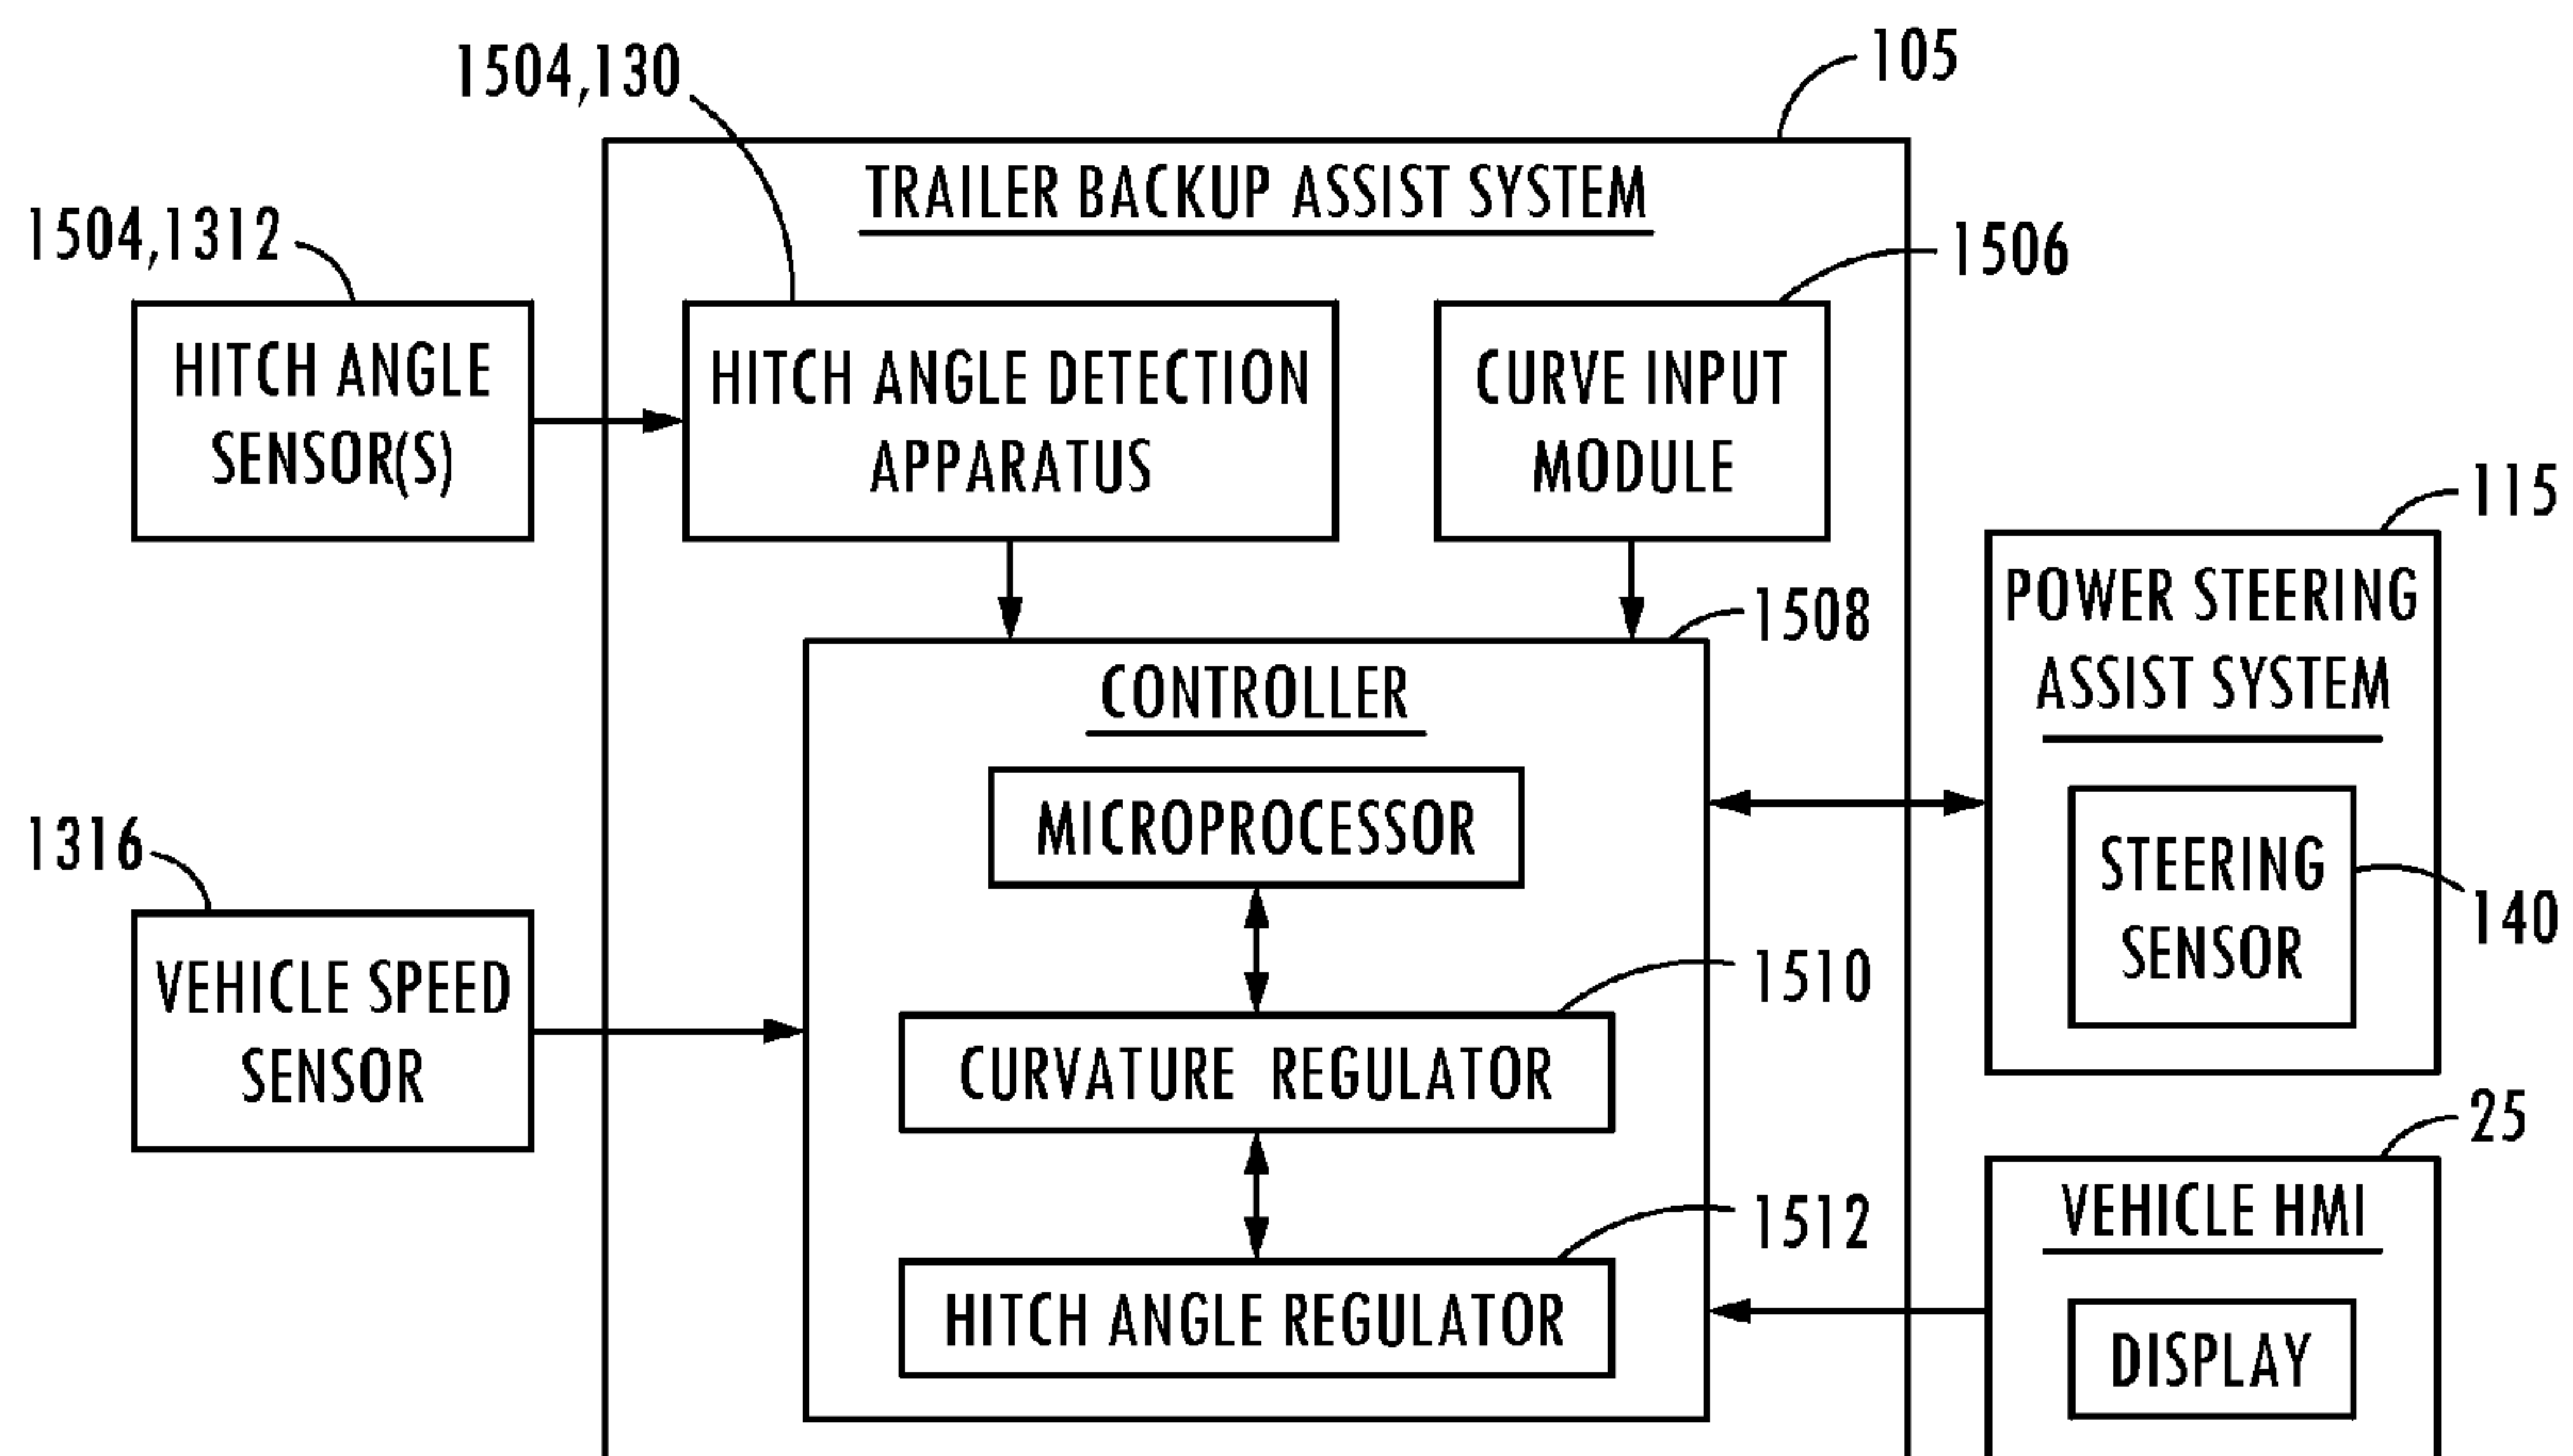 1504,130
105
TRAILER BACKUP ASSIST SYSTEM
1504,1312
1506
HITCH ANGLE
SENSOR(S)
HITCH ANGLE DETECTION
APPARATUS
CURVE INPUT
MODULE
115
POWER STEERING
ASSIST SYSTEM
STEERING
SENSOR
140
1508
CONTROLLER
MICROPROCESSOR
1316
VEHICLE SPEED
SENSOR
1510
CURVATURE REGULATOR
1512
HITCH ANGLE REGULATOR
25
VEHICLE HMI
DISPLAY